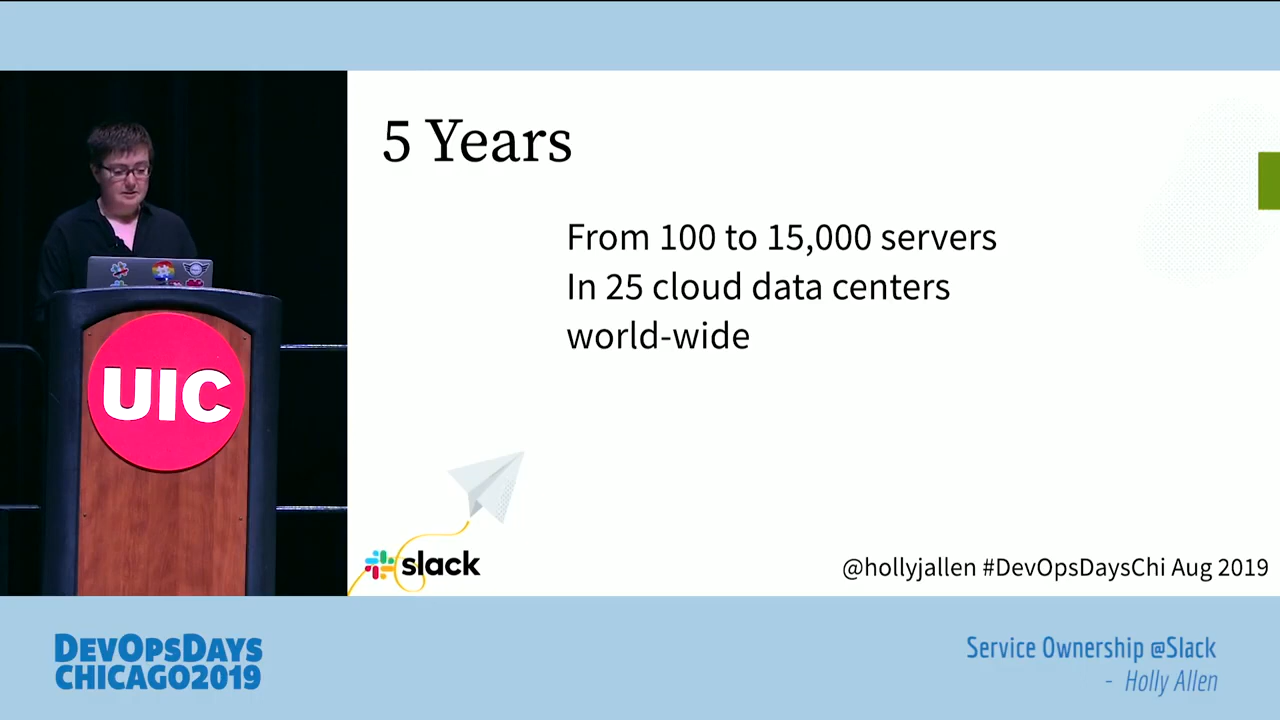 5 Years
From 100 to 15,000 servers
In 25 cloud data centers
world-wide
UIC
slack
@hollyjallen #DevOpsDaysChi Aug 2019
DEVOPSDAYS
CHICAGO2019
Service Ownership @Slack
- Holly Allen